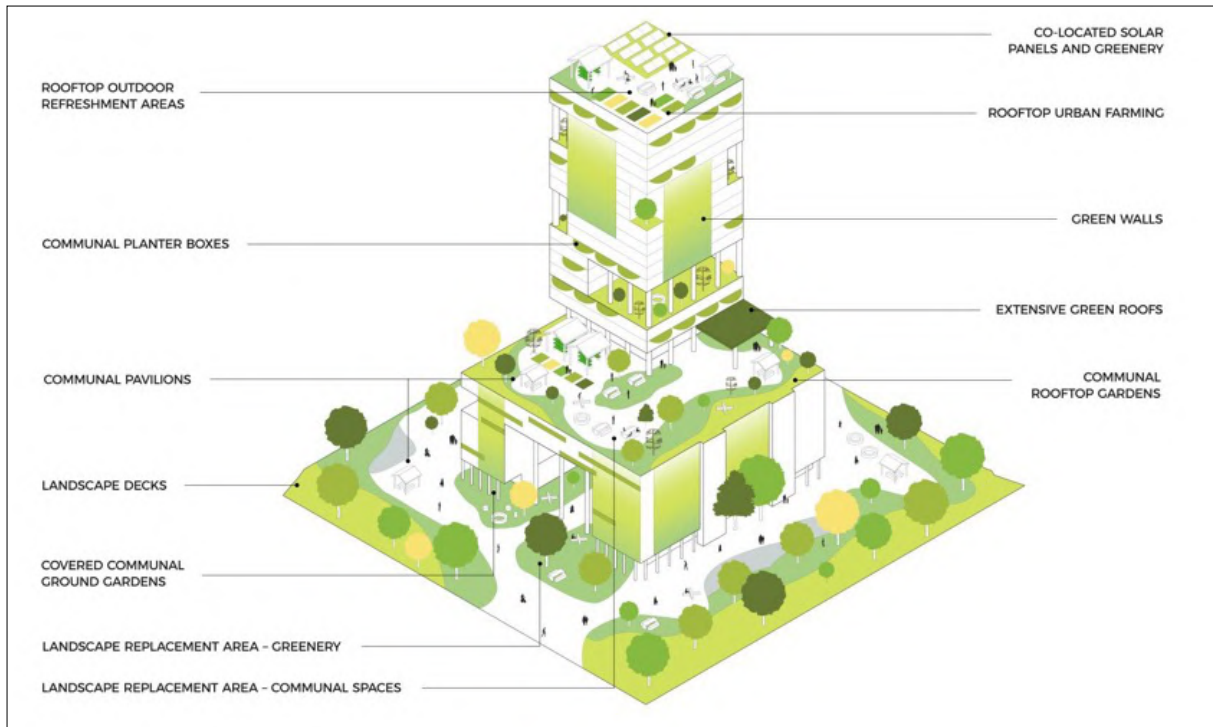 CO-LOCATED SOLAR
PANELS AND GREENERY
ROOFTOP OUTDOOR
REFRESHMENT AREAS
ROOFTOP URBAN FARMING
GREEN WALLS
COMMUNAL PLANTER BOXES
EXTENSIVE GREEN ROOFS
COMMUNAL PAVILIONS
COMMUNAL
ROOFTOP GARDENS
LANDSCAPE DECKS
COVERED COMMUNAL
GROUND GARDENS
LANDSCAPE REPLACEMENT AREA – GREENERY
LANDSCAPE REPLACEMENT AREA – COMMUNAL SPACES